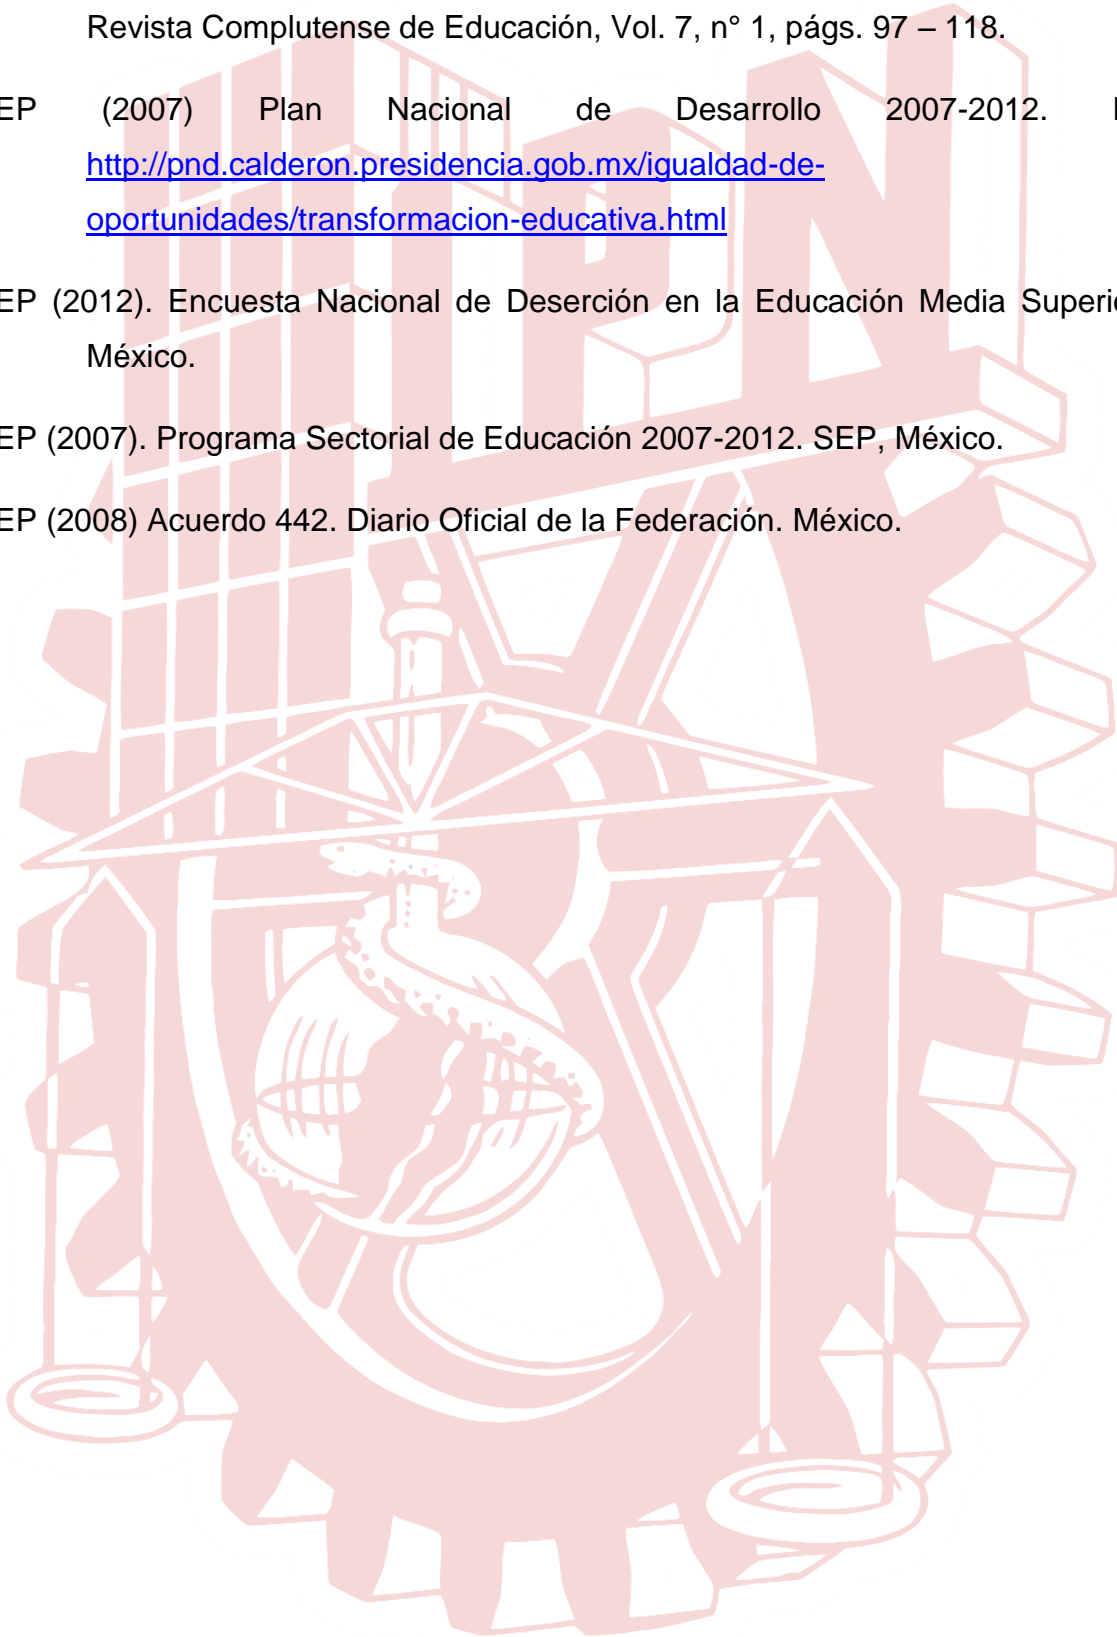 Revista Complutense de Educación, Vol. 7, n° 1, págs. 97 – 118.
EP (2007) Plan Nacional de Desarrollo 2007-2012.
http://pnd.calderon.presidencia.gob.mx/igualdad-de-
oportunidades/transformacion-educativa.html
EP (2012). Encuesta Nacional de Deserción en la Educación Media Superi
México.
EP (2007). Programa Sectorial de Educación 2007-2012. SEP, México.
EP (2008) Acuerdo 442. Diario Oficial de la Federación. México.
IPN